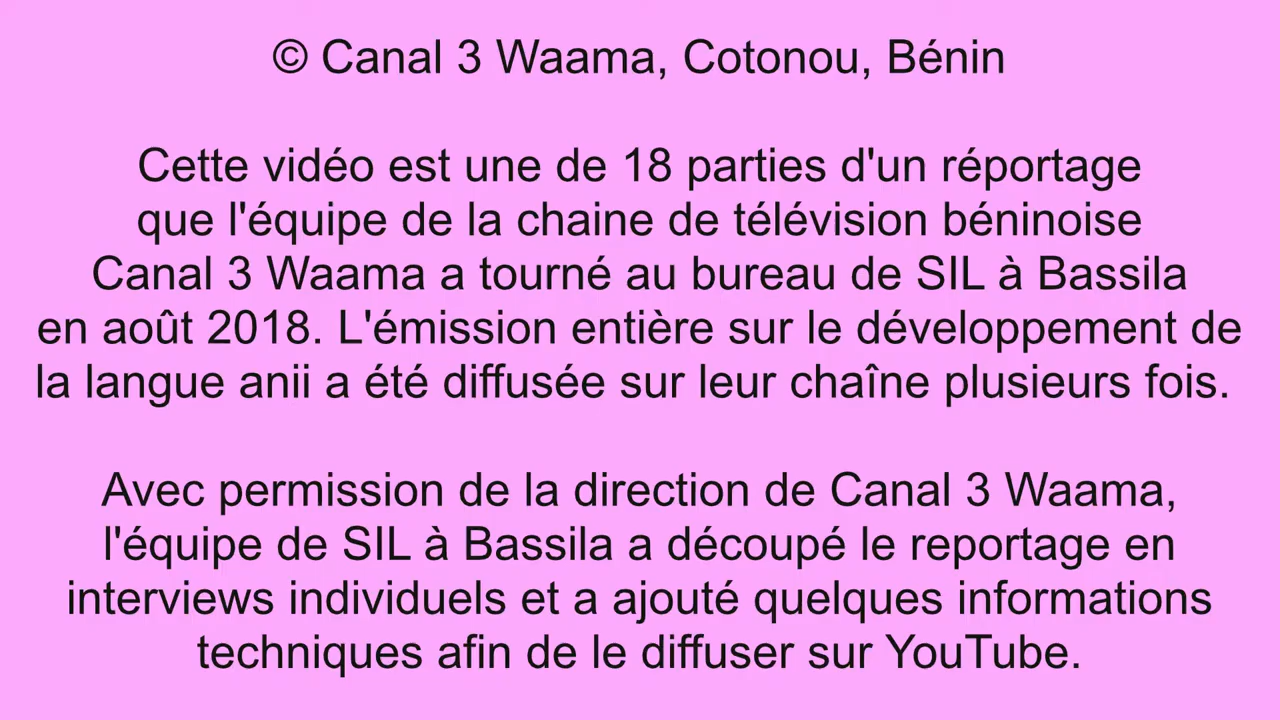 © Canal 3 Waama, Cotonou, Bénin
Cette vidéo est une de 18 parties d'un réportage
que l'équipe de la chaine de télévision béninoise
Canal 3 Waama a tourné au bureau de SIL à Bassila
en août 2018. L'émission entière sur le développement de
la langue anii a été diffusée sur leur chaîne plusieurs fois.
Avec permission de la direction de Canal 3 Waama,
l'équipe de SIL à Bassila a découpé le reportage en
interviews individuels et a ajouté quelques informations
techniques afin de le diffuser sur YouTube.